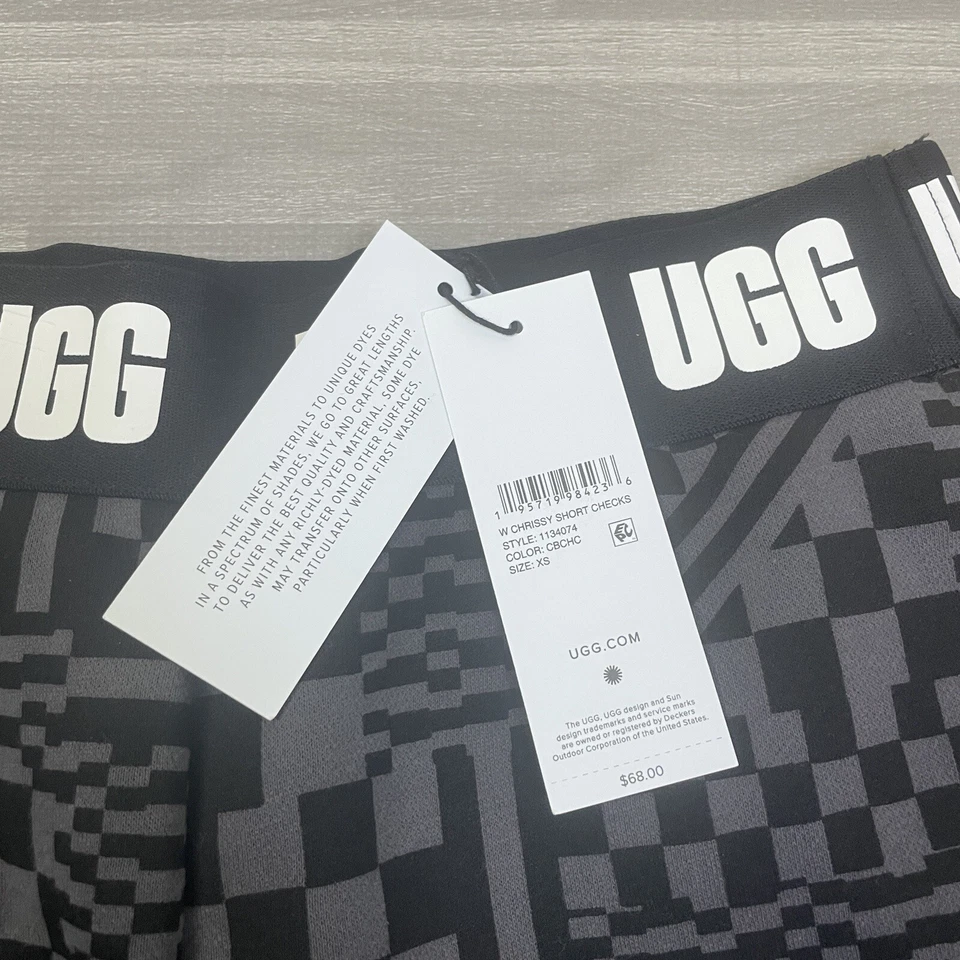 UGG
UGG
FROM THE FINEST MATERIALS TO UNIQUE DYES
IN A SPECTRUM OF SHADES, WE GO TO GREAT LENGTHS
TO DELIVER THE BEST QUALITY AND CRAFTSMANSHIP.
AS WITH ANY RICHLY-DYED MATERIAL, SOME DYE
MAY TRANSFER ONTO OTHER SURFACES,
PARTICULARLY WHEN FIRST WASHED.
1 95719 98423 6
W CHRISSY SHORT CHECKS
STYLE: 1134074
COLOR: CBCHC
SIZE: XS
UGG.COM
The UGG, UGG design and Sun
design trademarks and service marks
are owned or registered by Deckers
Outdoor Corporation of the United States.
$68.00